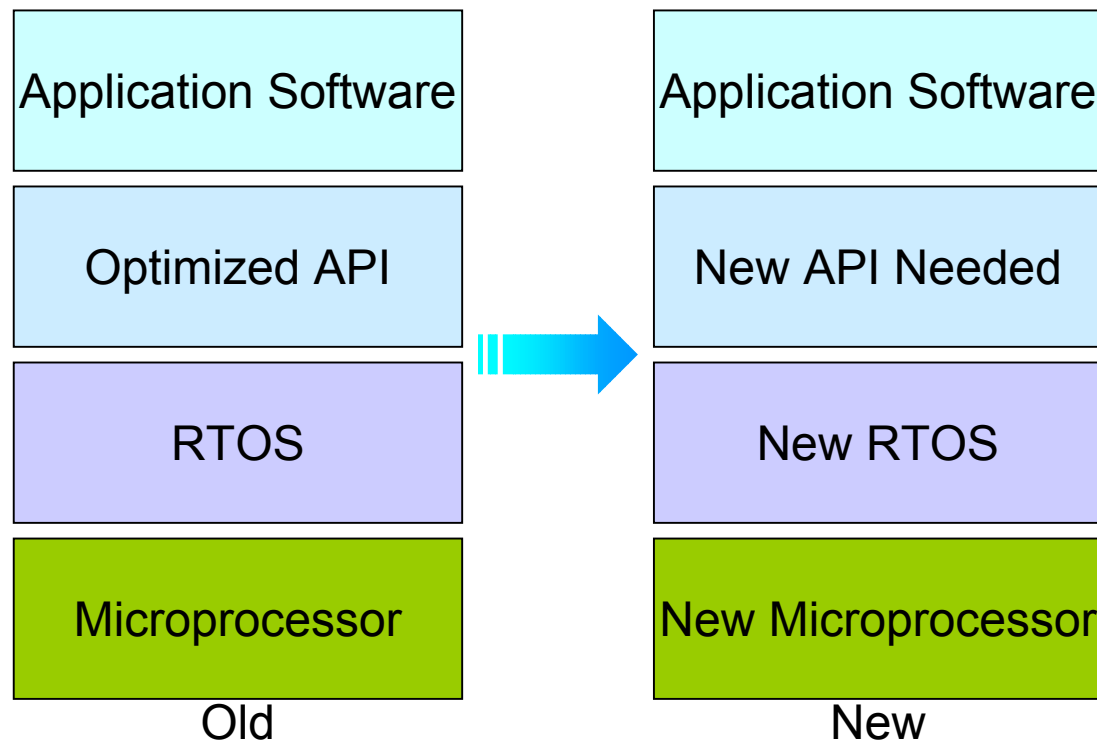 Application Software
Optimized API
RTOS
Microprocessor
Old
Application Software
New API Needed
New RTOS
New Microprocessor
New